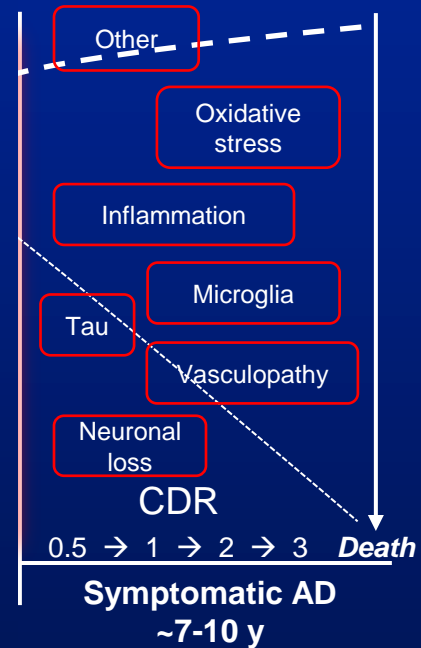 Other
Oxidative
stress
Inflammation
Microglia
Tau
Vasculopathy
Neuronal
loss
CDR
0.5 → 1 → 2 → 3 Death
Symptomatic AD
~7-10 y